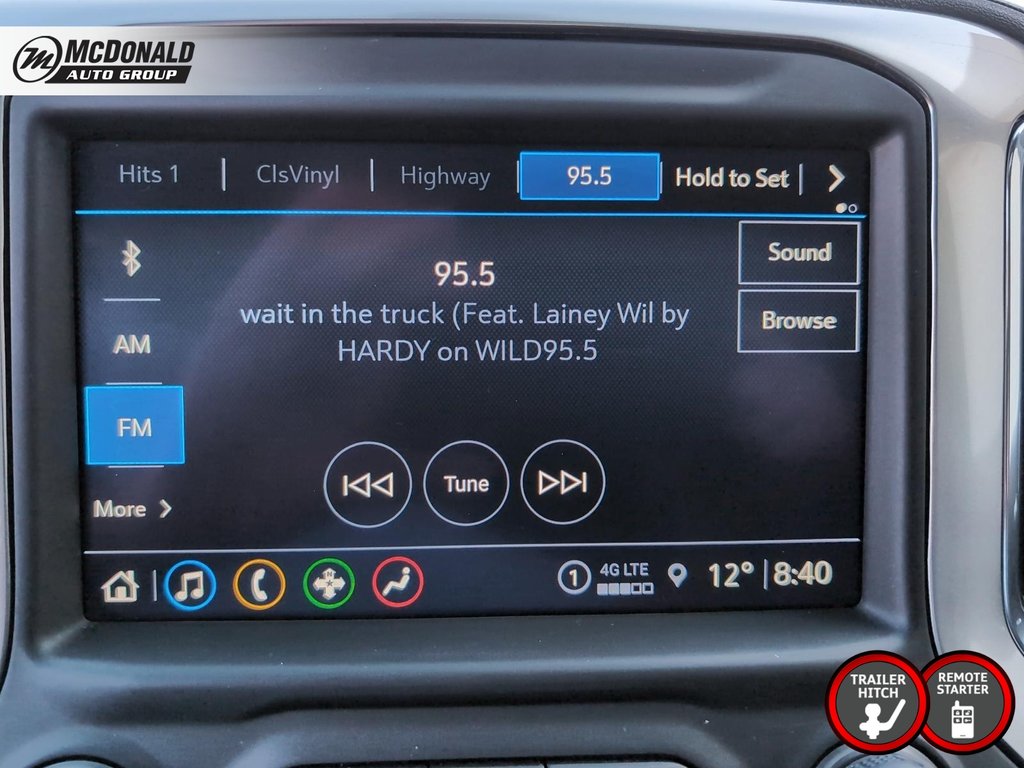 McDONALD
AUTO GROUP
Hits 1 | ClsVinyl | Highway 95.5 Hold to Set |
Sound
95.5
wait in the truck (Feat. Lainey Wil by
HARDY on WILD95.5
Browse
AM
FM
Tune
More
1 4G LTE 12° 8:40
TRAILER
HITCH
REMOTE
STARTER